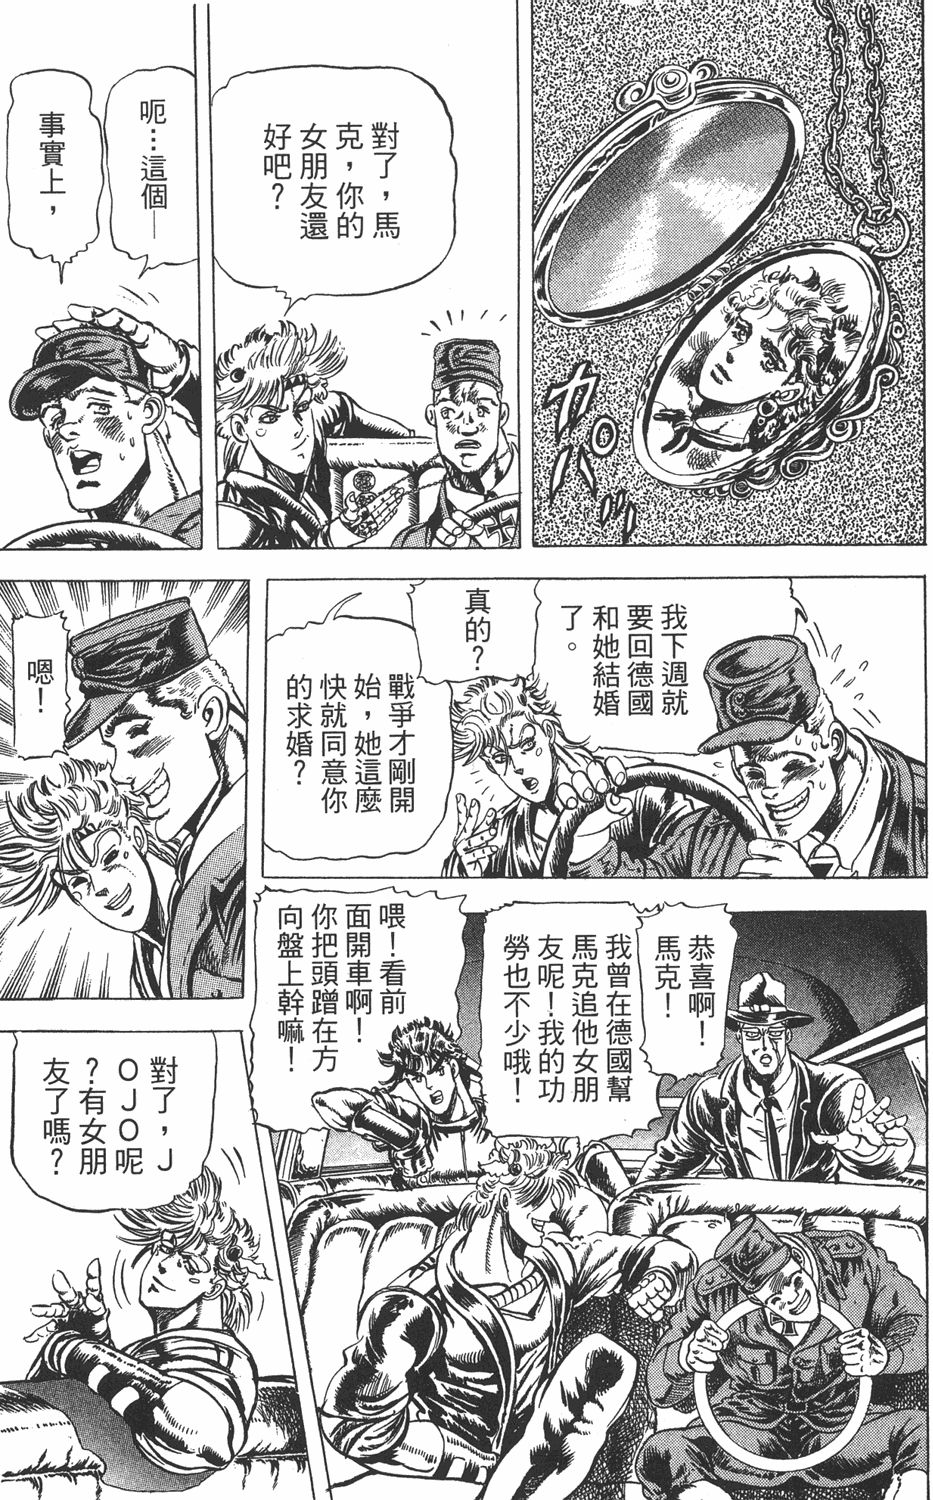 カパッ
對了，馬
克，你的
女朋友還
好吧？
呃…這個—
事實上，
我下週就
要回德國
和她結婚
了。
真的？
戰爭才剛開
始，她這麼
快就同意你
的求婚？
嗯！
恭喜啊！
馬克！
我曾在德國幫
馬克追他女朋
友呢！我的功
勞也不少哦！
喂！看前
面開車啊！
你把頭蹭在方
向盤上幹嘛！
對了，J
OJO呢
？有女朋
友了嗎？